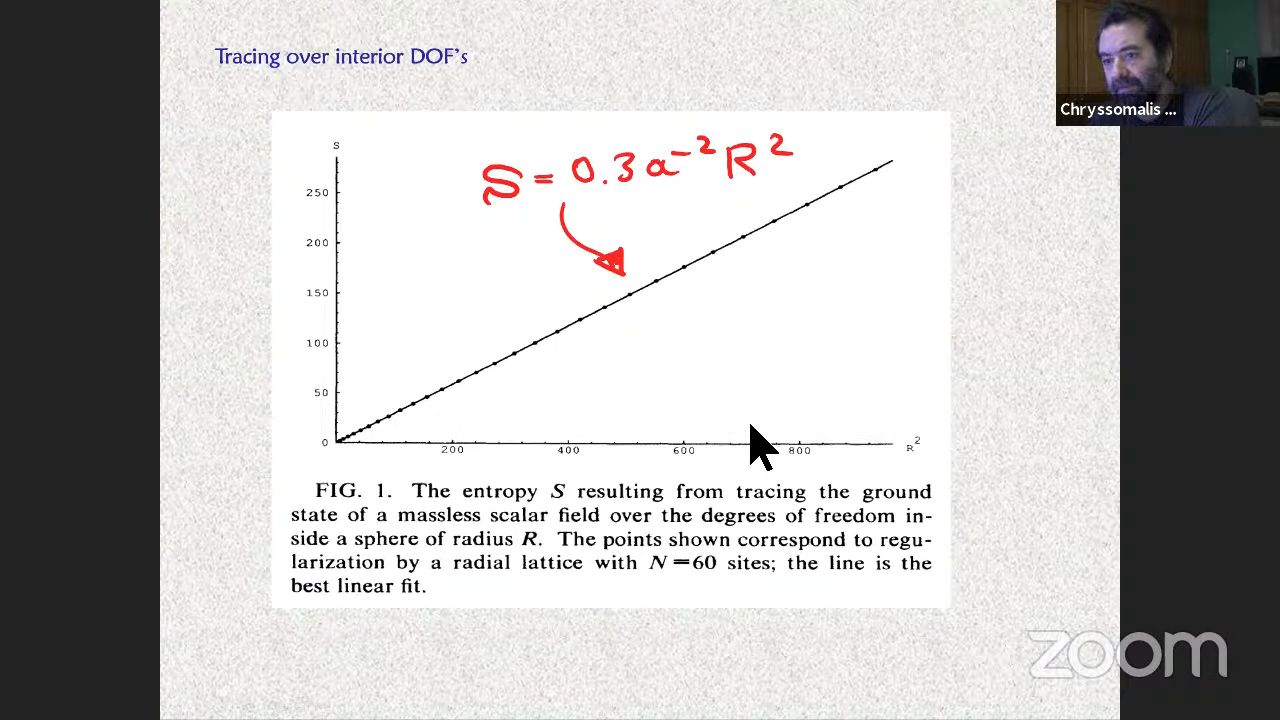 Tracing over interior DOF's
Chryssomalis ...
S
S = 0.3 a⁻² R²
250
200
150
100
50
0
200
400
600
800
R²
FIG. 1. The entropy S resulting from tracing the ground
state of a massless scalar field over the degrees of freedom in-
side a sphere of radius R. The points shown correspond to regu-
larization by a radial lattice with N=60 sites; the line is the
best linear fit.
zoom